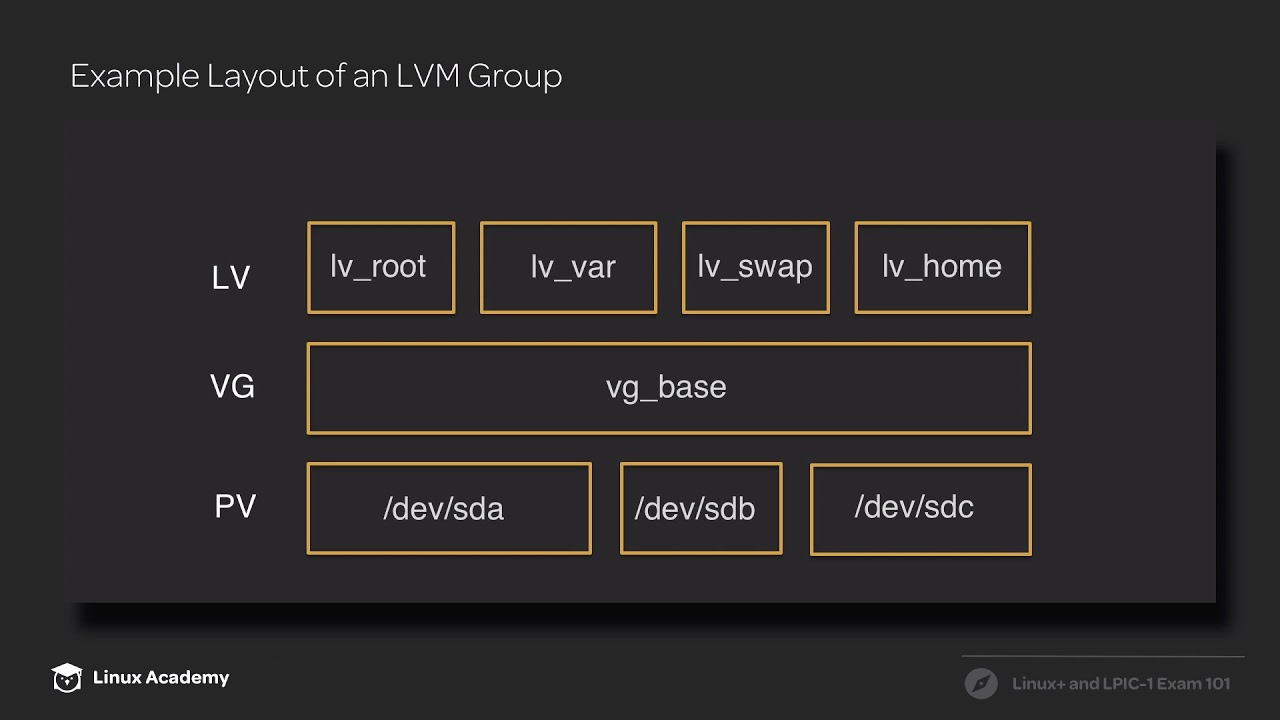 Example Layout of an LVM Group
LV
lv_root
lv_var
lv_swap
lv_home
VG
vg_base
PV
/dev/sda
/dev/sdb
/dev/sdc
Linux Academy
Linux+ and LPIC-1 Exam 101